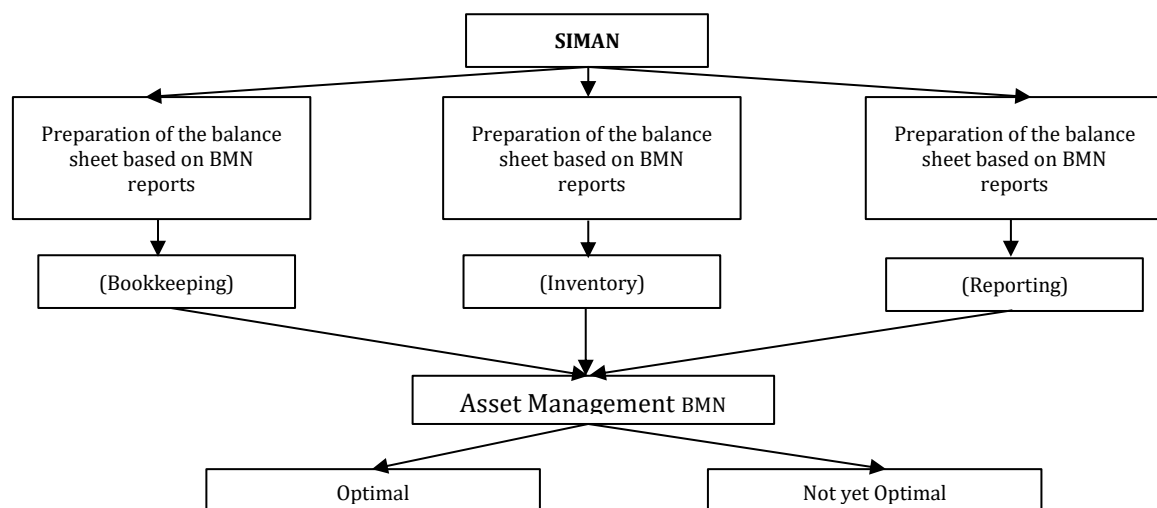 SIMAN
Preparation of the balance
sheet based on BMN
reports
Preparation of the balance
sheet based on BMN
reports
Preparation of the balance
sheet based on BMN
reports
(Bookkeeping)
(Inventory)
(Reporting)
Asset Management BMN
Optimal
Not yet Optimal